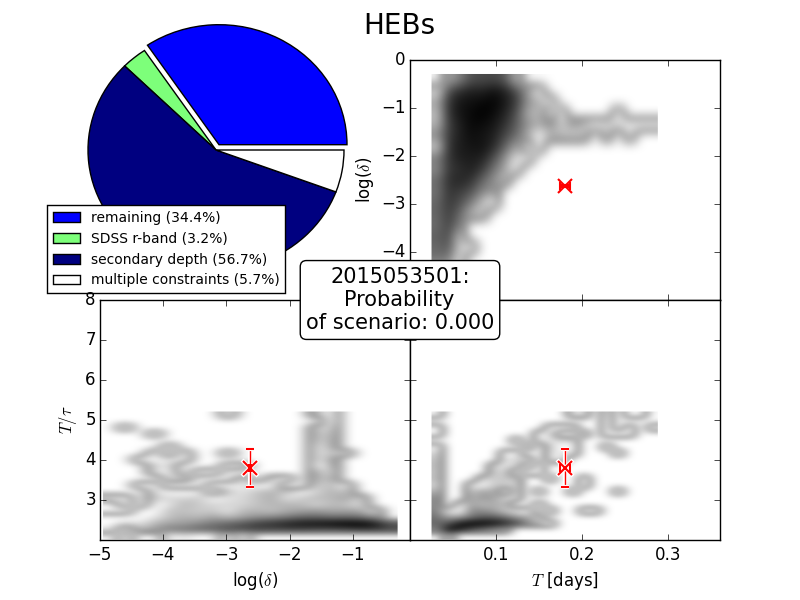 HEBs
remaining (34.4%)
SDSS r-band (3.2%)
secondary depth (56.7%)
multiple constraints (5.7%)
0
−1
−2
−3
−4
log(δ)
2015053501:
Probability
of scenario: 0.000
8
7
6
5
4
3
T/τ
−5 −4 −3 −2 −1
log(δ)
0.1 0.2 0.3
T [days]